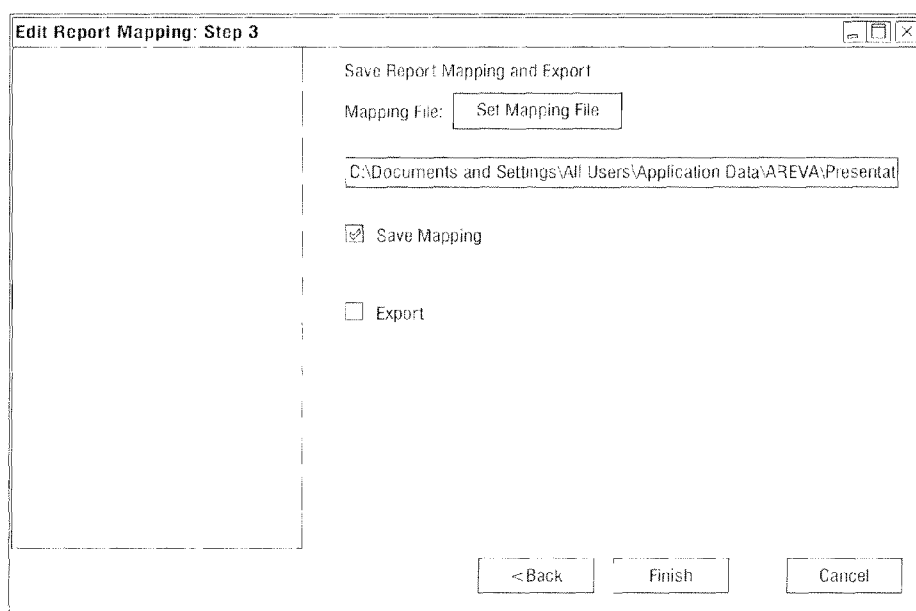 Edit Report Mapping: Step 3
Save Report Mapping and Export
Mapping File: Set Mapping File
C:\Documents and Settings\All Users\Application Data\AREVA\Presentat
Save Mapping
Export
<Back Finish Cancel